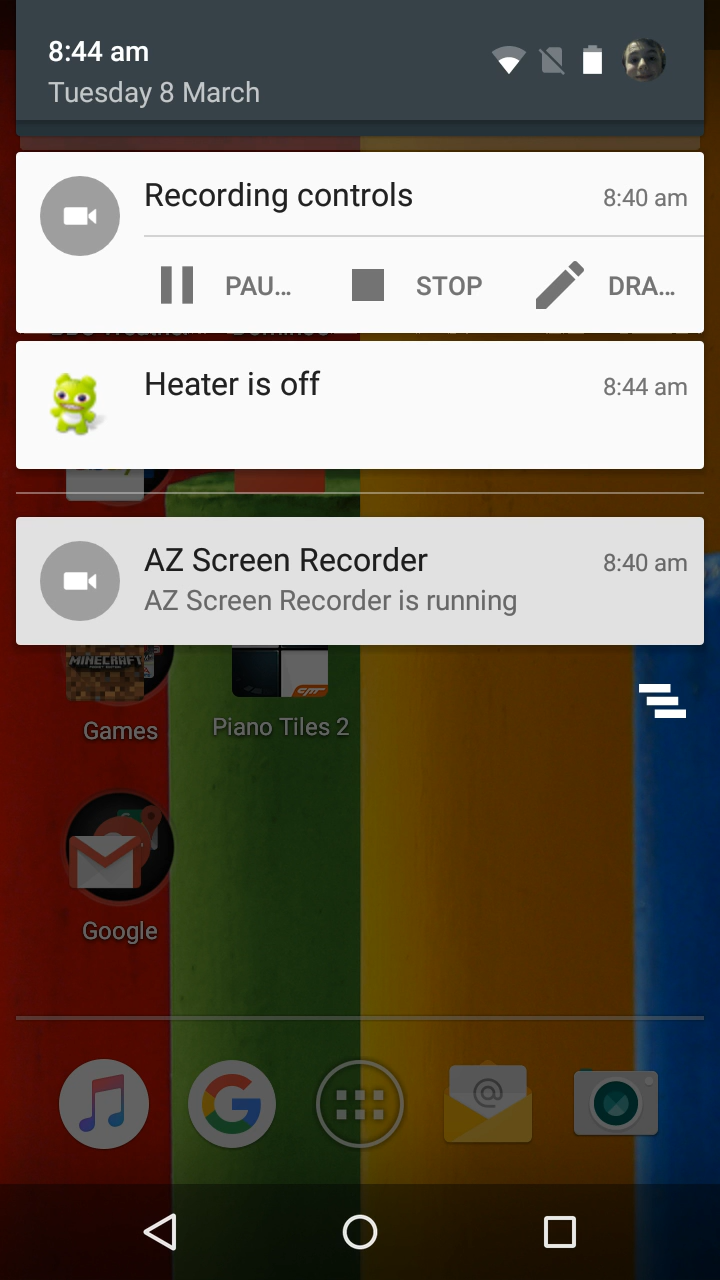 8:44 am
Tuesday 8 March
Recording controls 8:40 am
PAU... STOP DRA...
Heater is off 8:44 am
AZ Screen Recorder 8:40 am
AZ Screen Recorder is running
MINECRAFT
Games Piano Tiles 2
Google